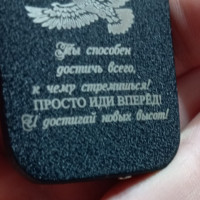 Ты способен
достичь всего,
к чему стремишься!
ПРОСТО ИДИ ВПЕРЁД!
И достигай новых высот!